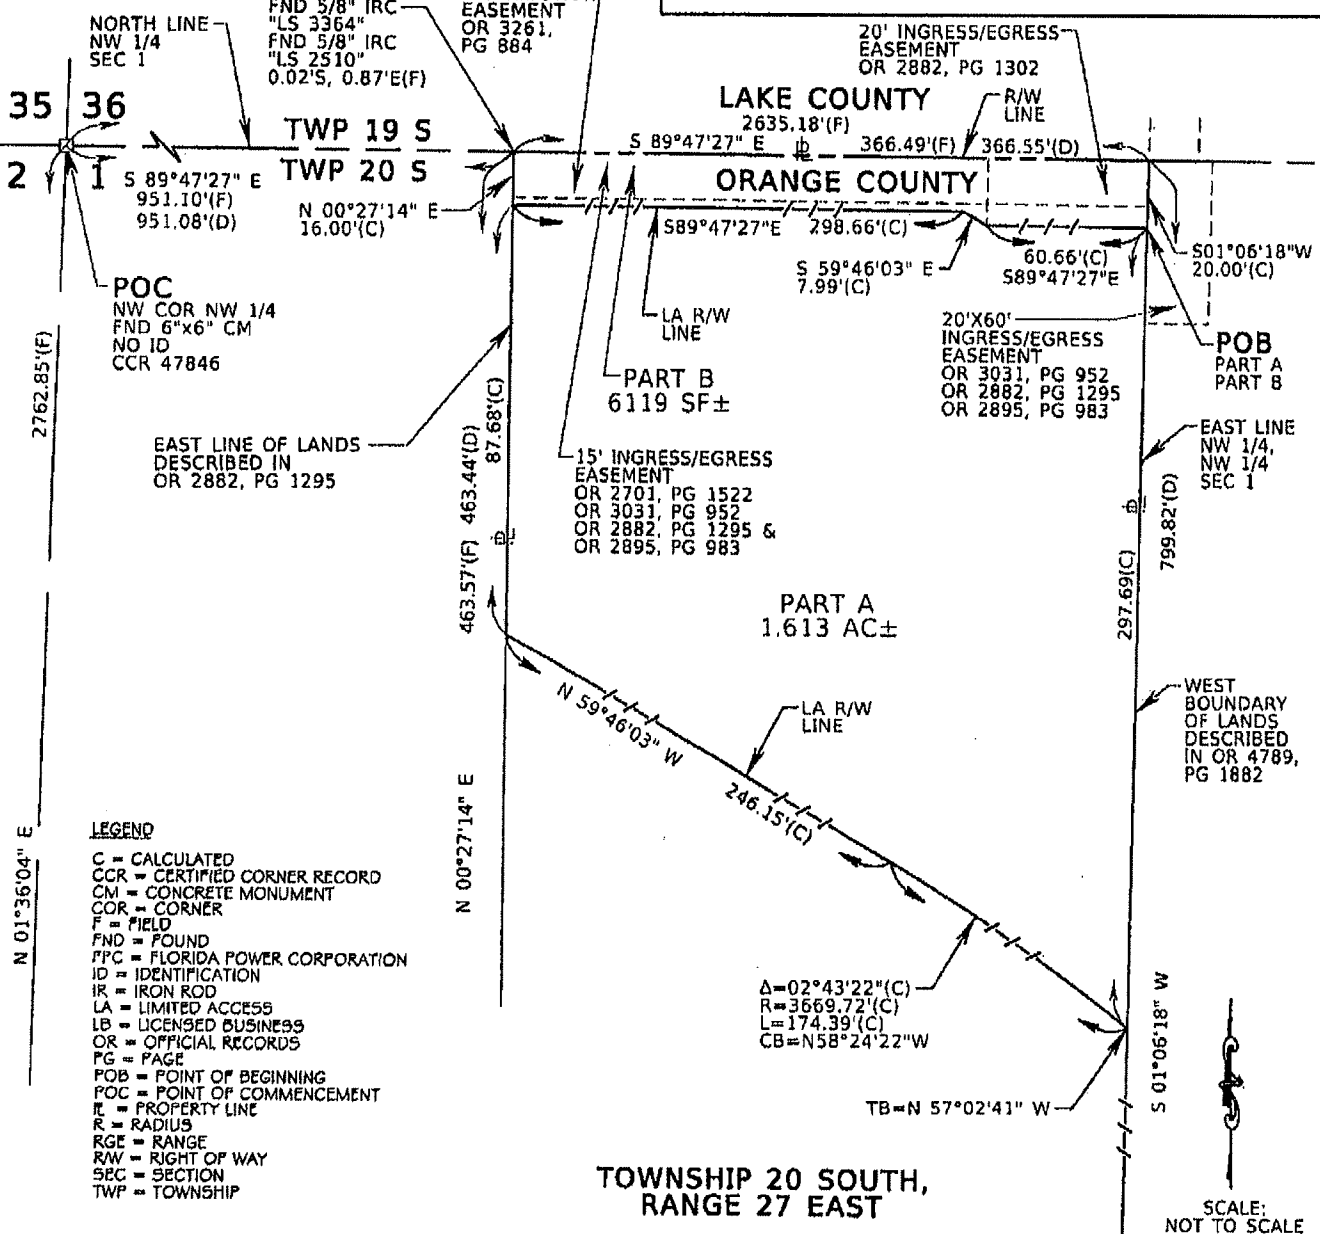 NORTH LINE
NW 1/4
SEC 1
FND 5/8" IRC
"LS 3364"
FND 5/8" IRC
"LS 2510"
0.02'S, 0.87'E(F)
EASEMENT
OR 3261,
PG 884
20' INGRESS/EGRESS
EASEMENT
OR 2882, PG 1302
35 36
2 1
TWP 19 S
TWP 20 S
LAKE COUNTY
2635.18'(F)
R/W
LINE
S 89°47'27" E
366.49'(F) 366.55'(D)
ORANGE COUNTY
S 89°47'27" E
951.10'(F)
951.08'(D)
N 00°27'14" E
16.00'(C)
S89°47'27"E 298.66'(C)
S 59°46'03" E
7.99'(C)
60.66'(C)
S89°47'27"E
S01°06'18"W
20.00'(C)
POC
NW COR NW 1/4
FND 6"x6" CM
NO ID
CCR 47846
LA R/W
LINE
20'X60'
INGRESS/EGRESS
EASEMENT
OR 3031, PG 952
OR 2882, PG 1295
OR 2895, PG 983
POB
PART A
PART B
2762.85'(F)
PART B
6119 SF±
EAST LINE OF LANDS
DESCRIBED IN
OR 2882, PG 1295
87.68'(C)
463.57'(F) 463.44'(D)
15' INGRESS/EGRESS
EASEMENT
OR 2701, PG 1522
OR 3031, PG 952
OR 2882, PG 1295 &
OR 2895, PG 983
EAST LINE
NW 1/4,
NW 1/4
SEC 1
799.82'(D)
297.69(C)
PART A
1.613 AC±
WEST
BOUNDARY
OF LANDS
DESCRIBED
IN OR 4789,
PG 1882
N 59°46'03" W
246.15'(C)
LA R/W
LINE
N 01°36'04" E
N 00°27'14" E
LEGEND
C = CALCULATED
CCR = CERTIFIED CORNER RECORD
CM = CONCRETE MONUMENT
COR = CORNER
F = FIELD
FND = FOUND
FPC = FLORIDA POWER CORPORATION
ID = IDENTIFICATION
IR = IRON ROD
LA = LIMITED ACCESS
LB = LICENSED BUSINESS
OR = OFFICIAL RECORDS
PG = PAGE
POB = POINT OF BEGINNING
POC = POINT OF COMMENCEMENT
PL = PROPERTY LINE
R = RADIUS
RGE = RANGE
R/W = RIGHT OF WAY
SEC = SECTION
TWP = TOWNSHIP
Δ=02°43'22"(C)
R=3669.72'(C)
L=174.39'(C)
CB=N58°24'22"W
TB=N 57°02'41" W
S 01°06'18" W
TOWNSHIP 20 SOUTH,
RANGE 27 EAST
SCALE:
NOT TO SCALE